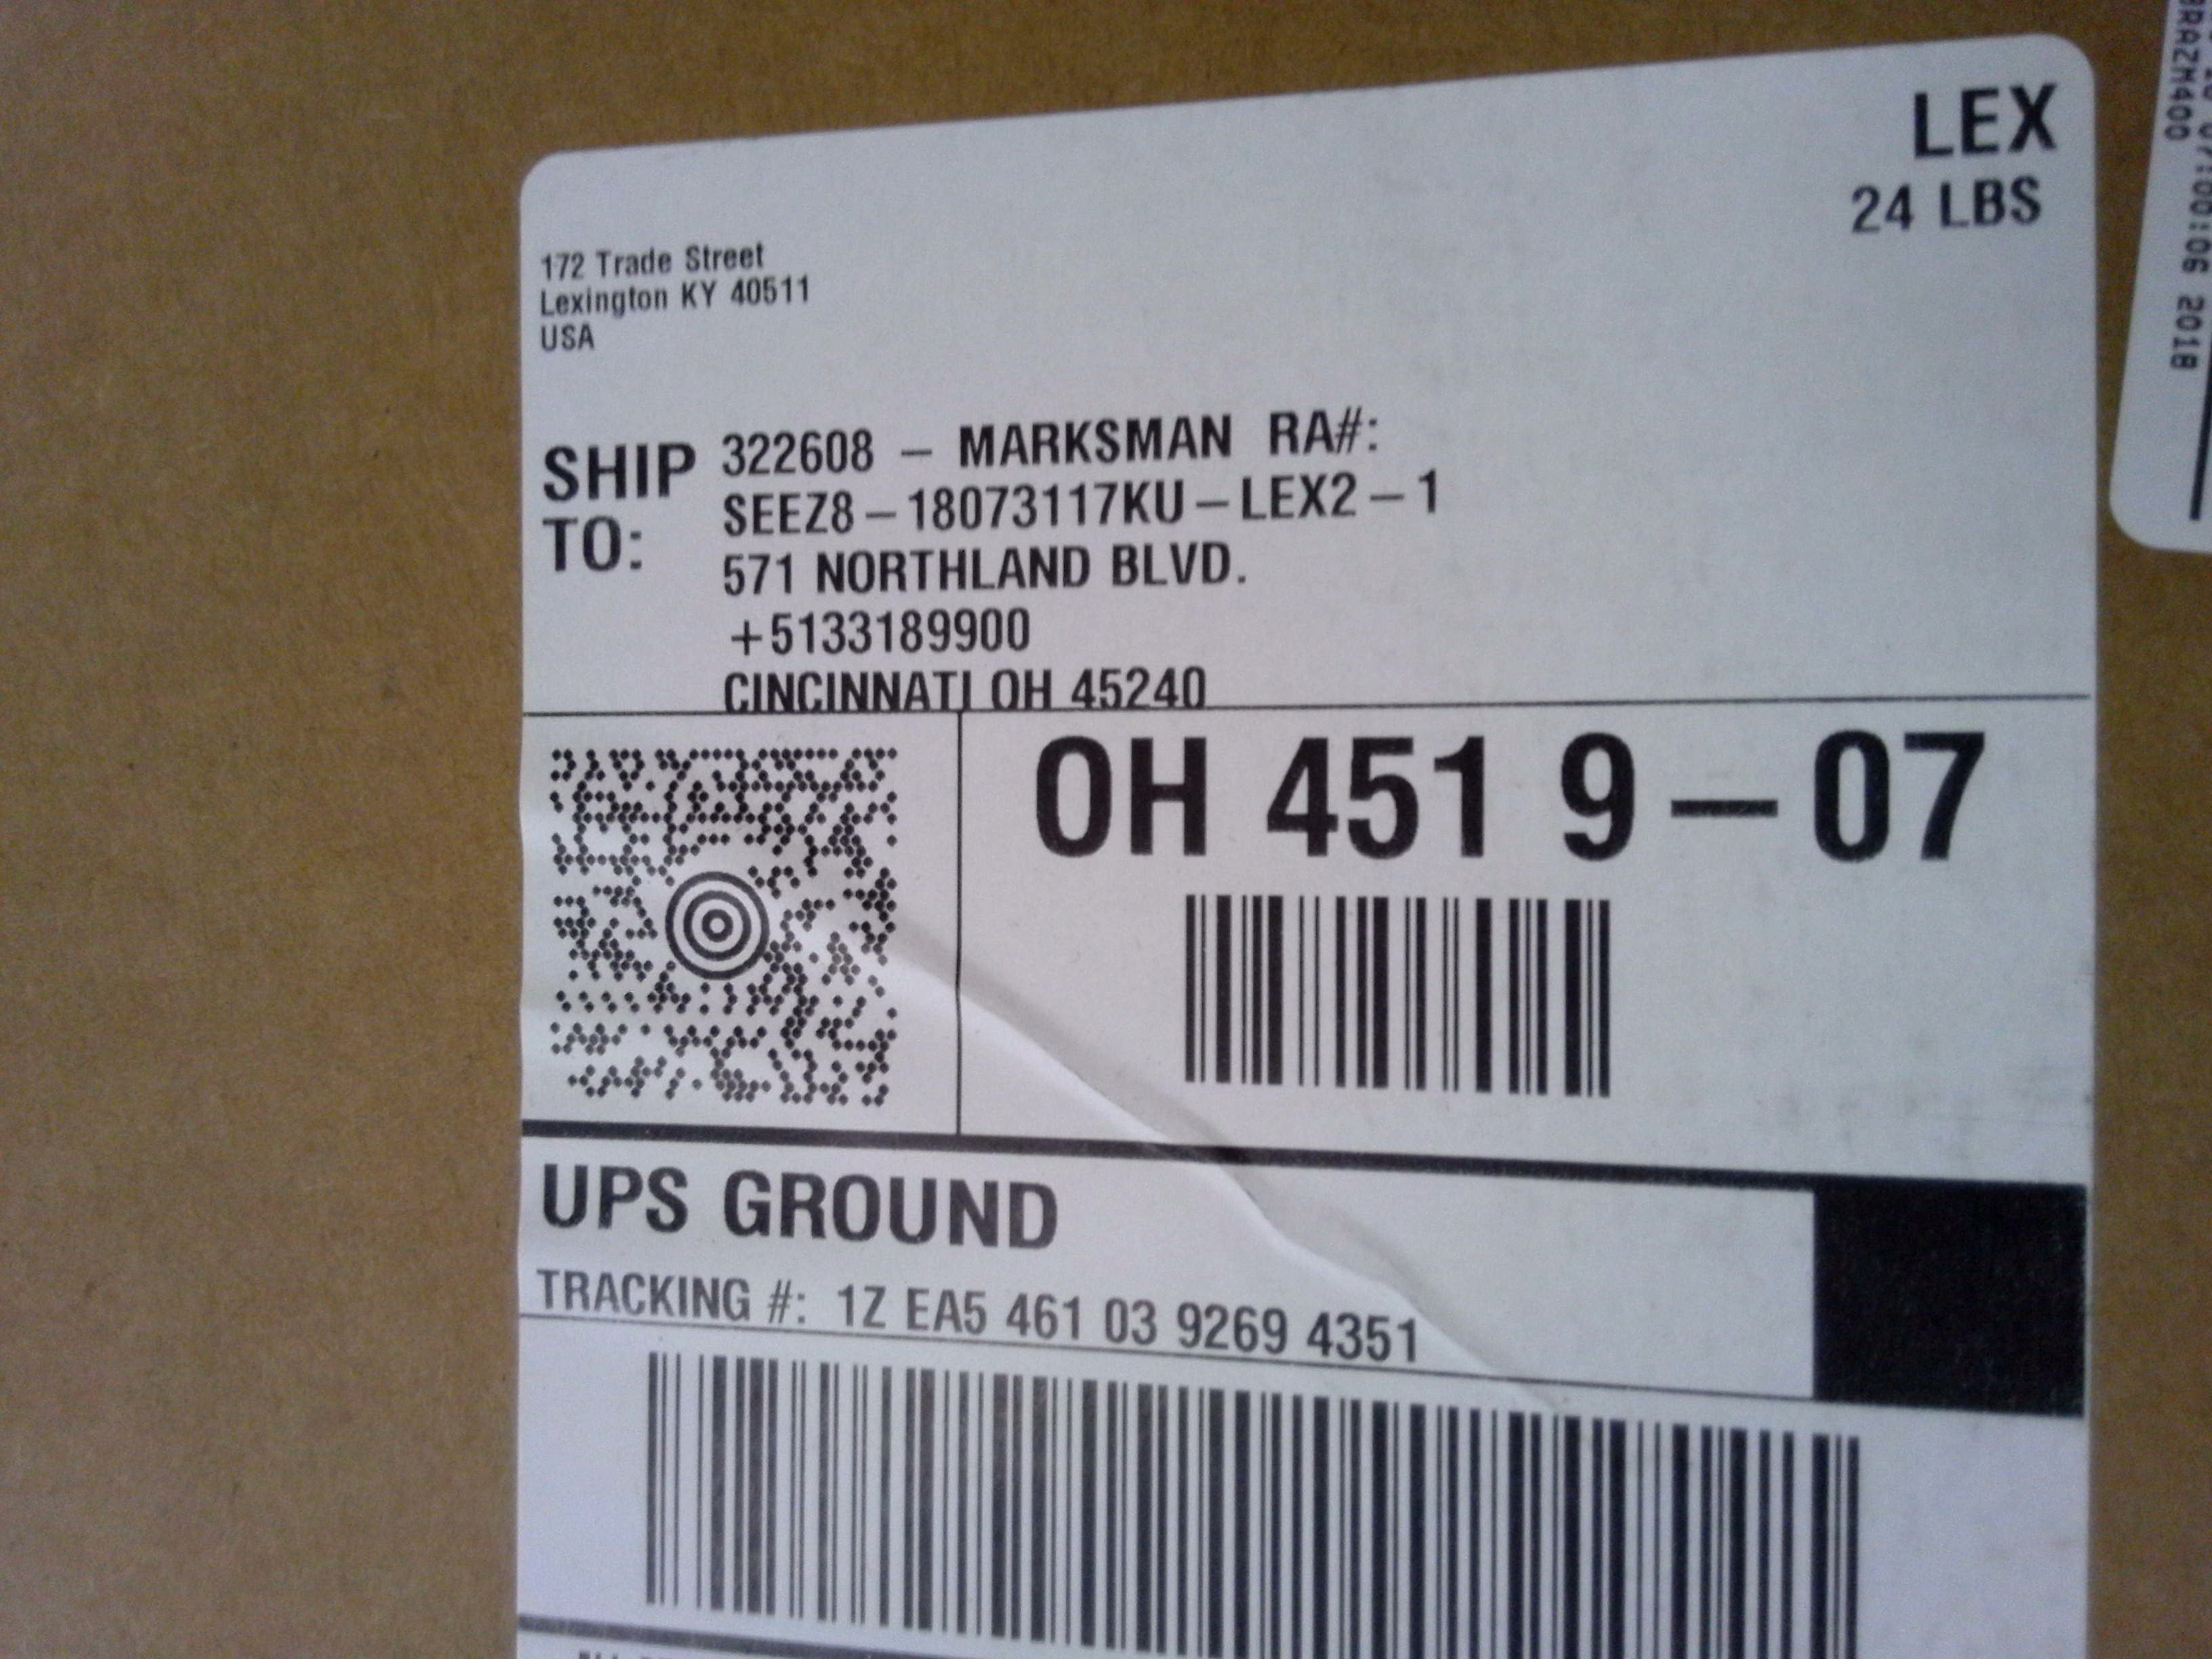 LEX
24 LBS
172 Trade Street
Lexington KY 40511
USA
SHIP TO:
322608 – MARKSMAN RA#:
SEEZ8–18073117KU–LEX2–1
571 NORTHLAND BLVD.
+5133189900
CINCINNATI OH 45240
OH 451 9–07
UPS GROUND
TRACKING #: 1Z EA5 461 03 9269 4351
:06 2018